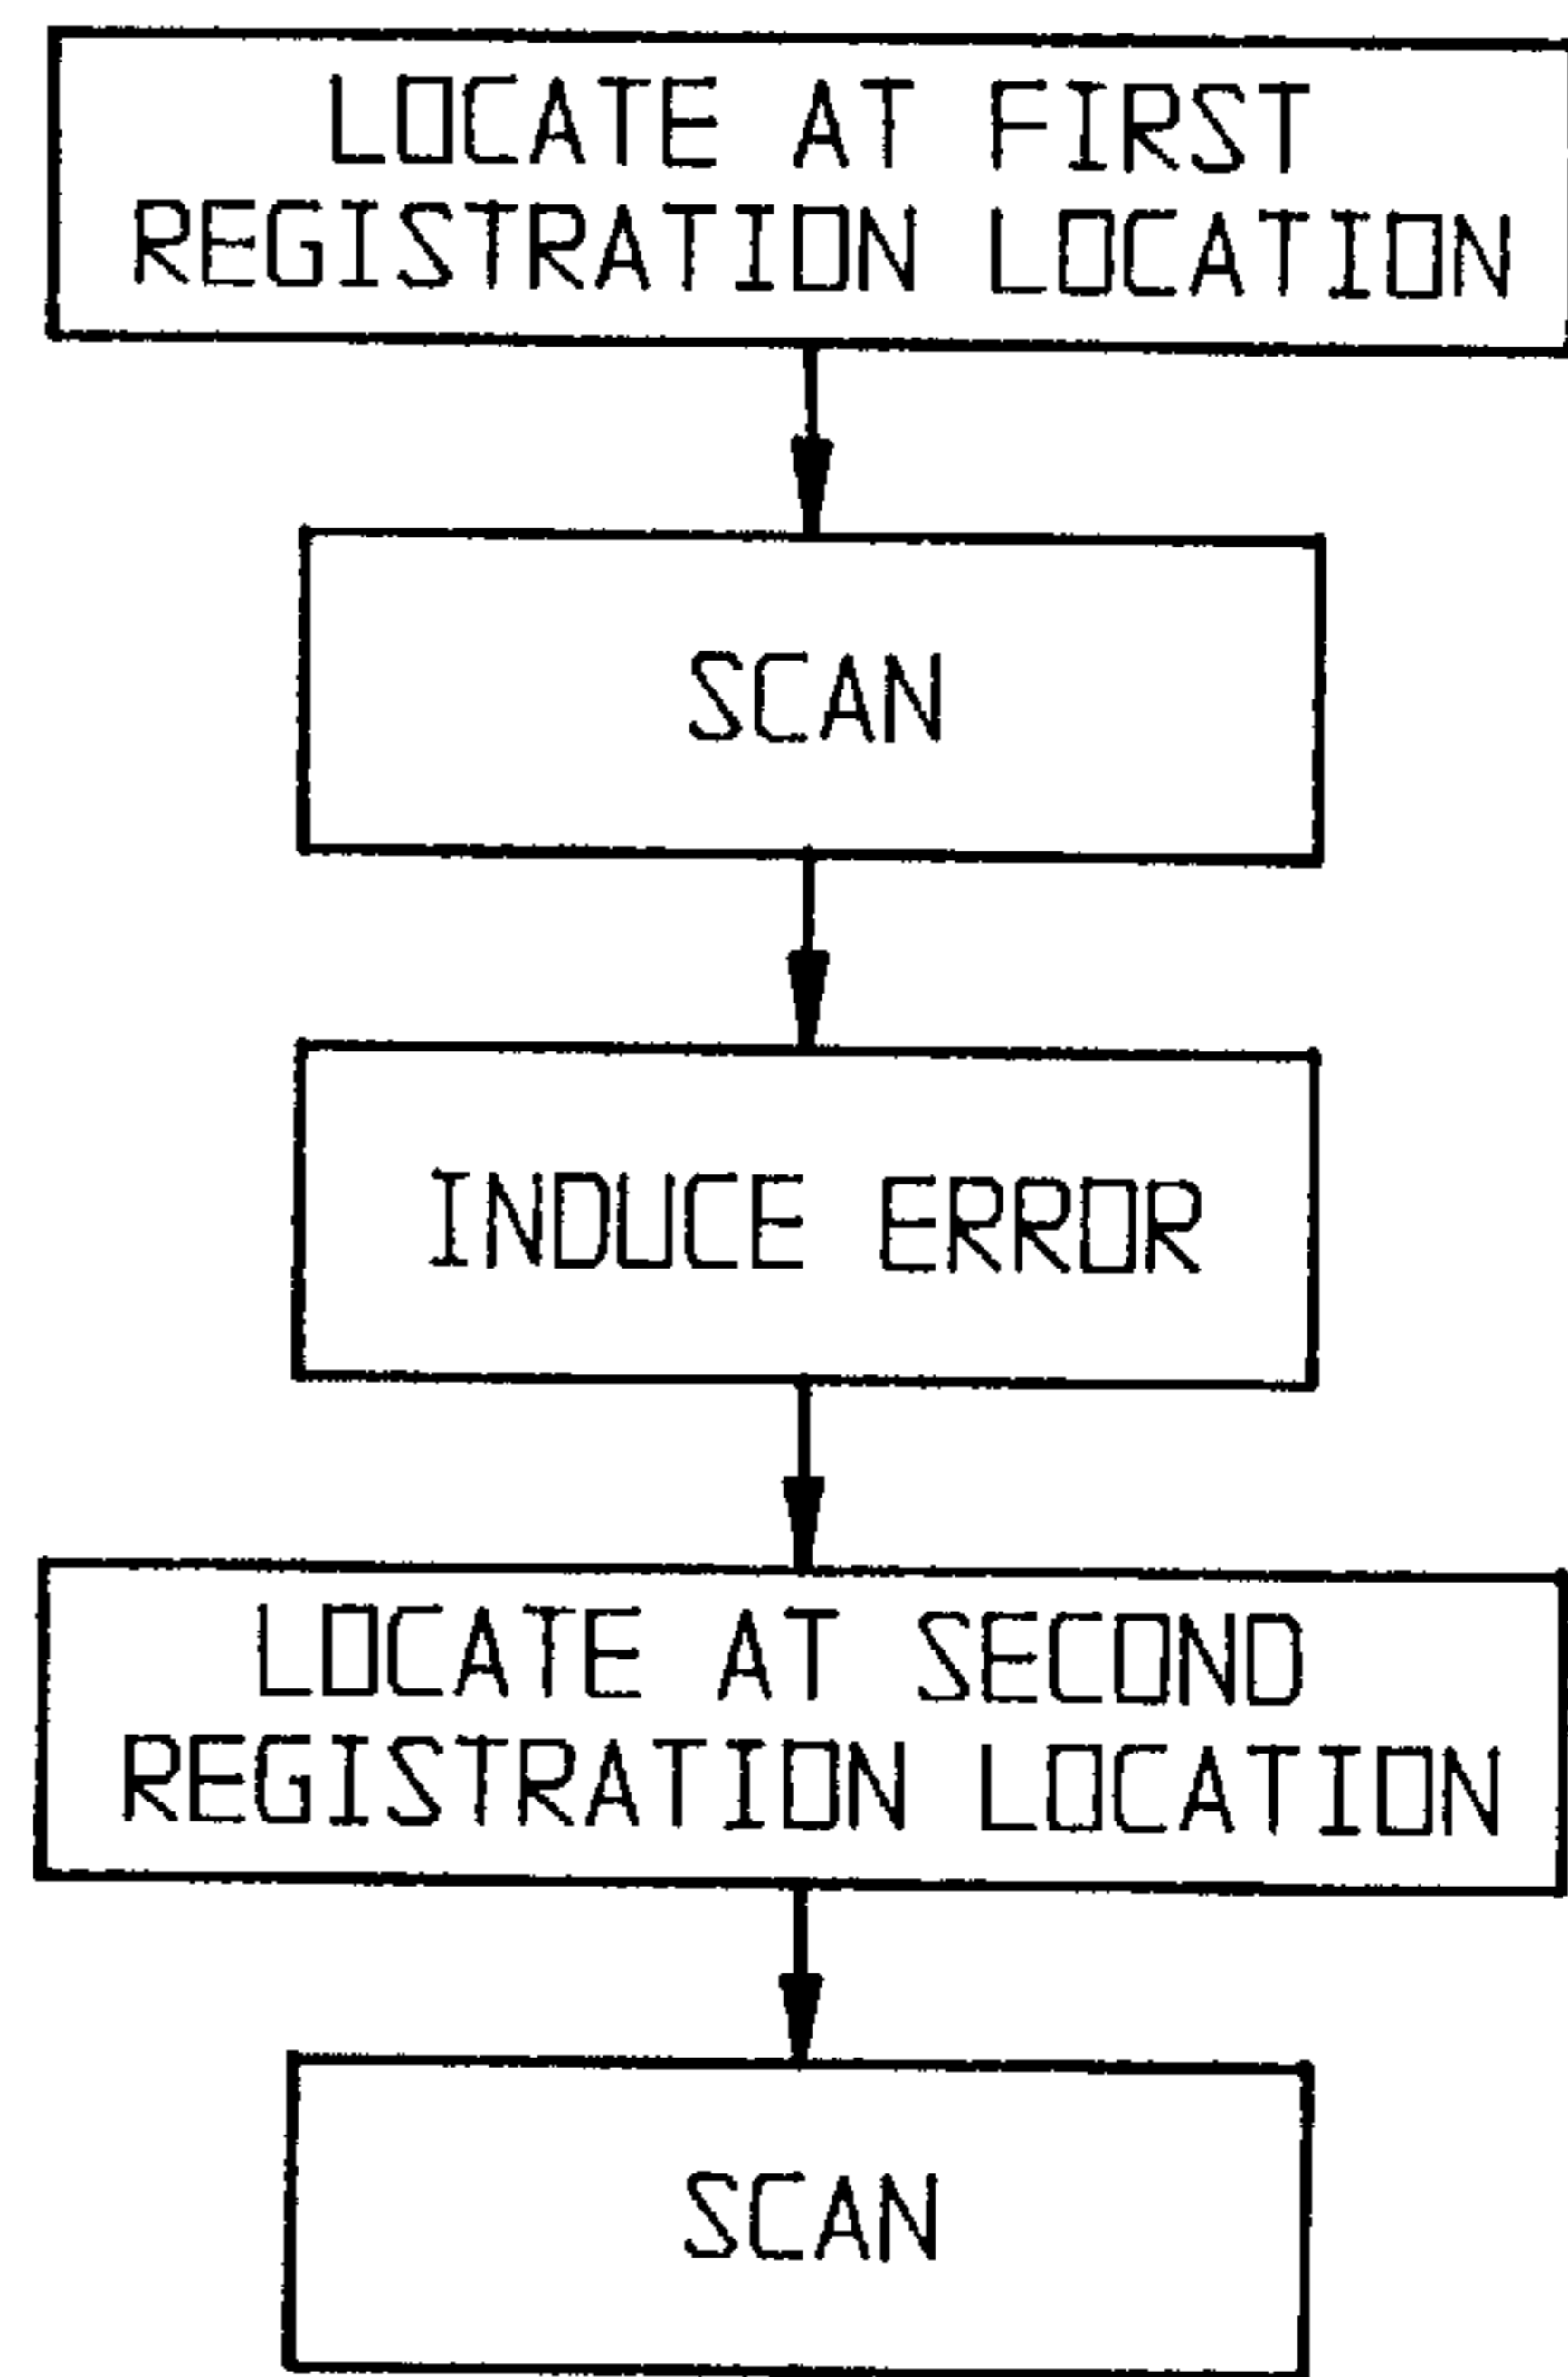 LOCATE AT FIRST
REGISTRATION LOCATION
SCAN
INDUCE ERROR
LOCATE AT SECOND
REGISTRATION LOCATION
SCAN